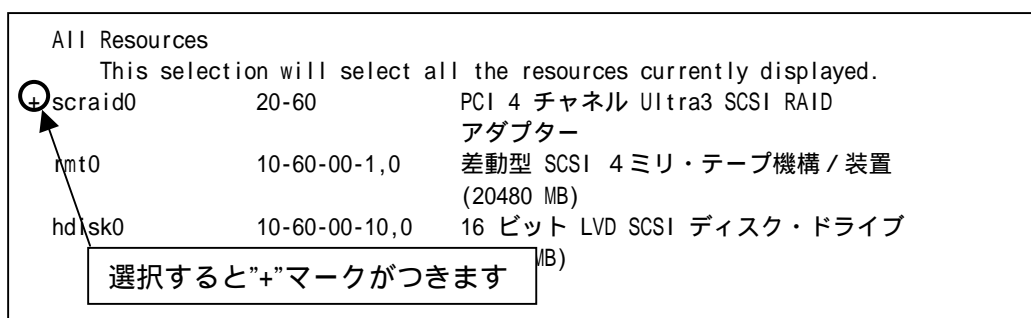 All Resources
This selection will select all the resources currently displayed.
+ scraid0 20-60 PCI 4 チャネル Ultra3 SCSI RAID
アダプター
rmt0 10-60-00-1,0 差動型 SCSI 4ミリ・テープ機構/装置
(20480 MB)
hdisk0 10-60-00-10,0 16 ビット LVD SCSI ディスク・ドライブ
MB)
選択すると"+"マークがつきます